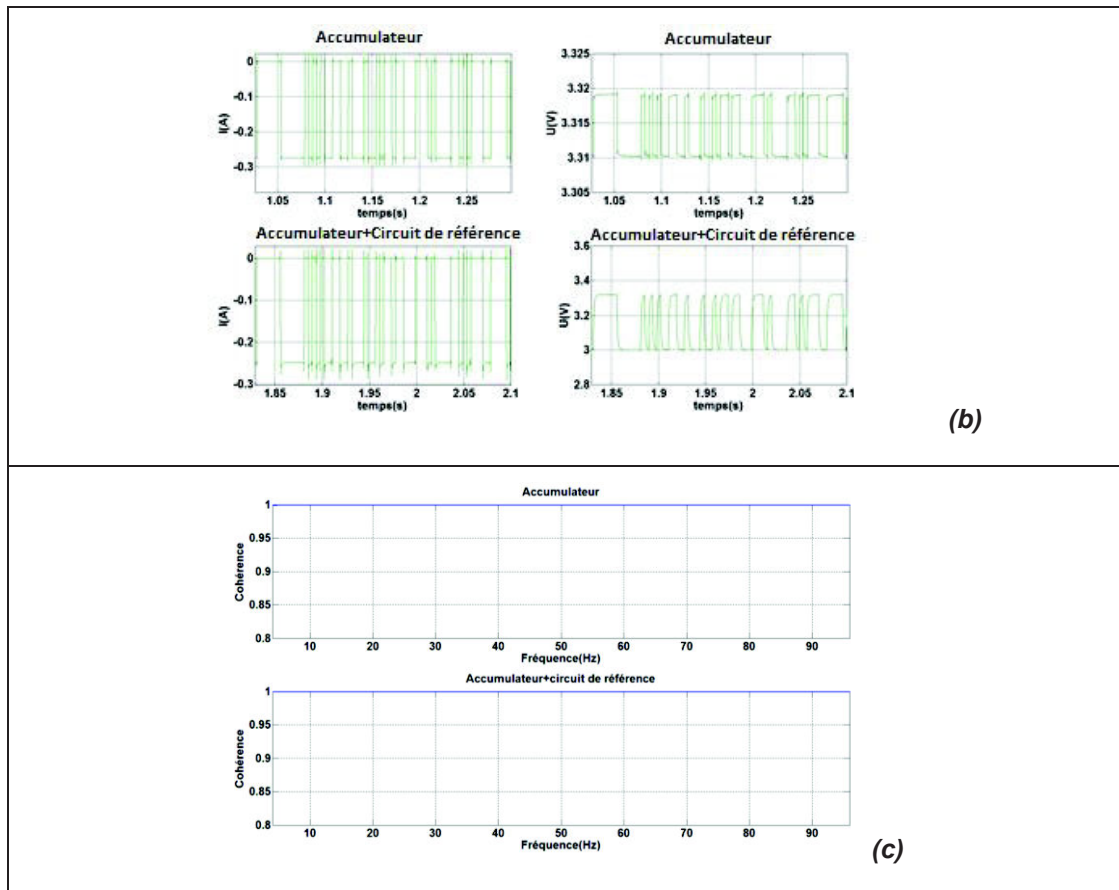 Accumulateur
I(A)
0
-0.1
-0.2
-0.3
1.05 1.1 1.15 1.2 1.25
temps(s)
Accumulateur
U(V)
3.325
3.320
3.315
3.310
3.305
1.05 1.1 1.15 1.2 1.25
temps(s)
Accumulateur+Circuit de référence
I(A)
0
-0.1
-0.2
-0.3
1.85 1.9 1.95 2 2.05 2.1
temps(s)
Accumulateur+Circuit de référence
U(V)
3.6
3.4
3.2
3
2.8
1.85 1.9 1.95 2 2.05 2.1
temps(s)
(b)
Accumulateur
Cohérence
1
0.95
0.9
0.85
0.8
10 20 30 40 50 60 70 80 90
Fréquence(Hz)
Accumulateur+circuit de référence
Cohérence
1
0.95
0.9
0.85
0.8
10 20 30 40 50 60 70 80 90
Fréquence(Hz)
(c)